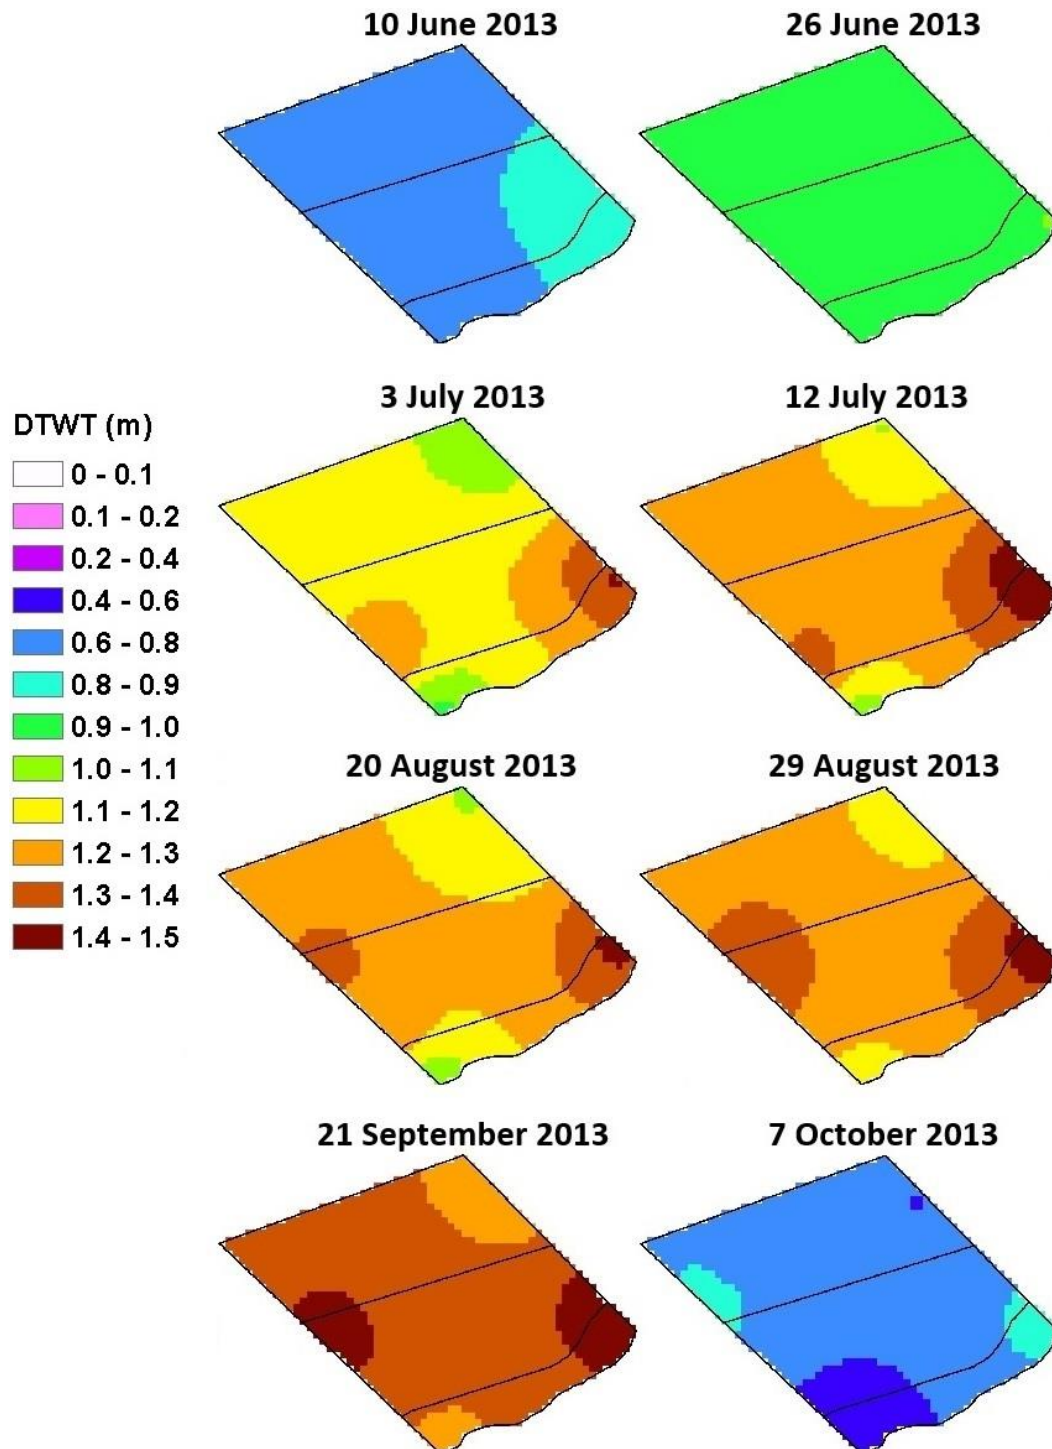 10 June 2013
26 June 2013
3 July 2013
12 July 2013
DTWT (m)
0 - 0.1
0.1 - 0.2
0.2 - 0.4
0.4 - 0.6
0.6 - 0.8
0.8 - 0.9
0.9 - 1.0
1.0 - 1.1
1.1 - 1.2
1.2 - 1.3
1.3 - 1.4
1.4 - 1.5
20 August 2013
29 August 2013
21 September 2013
7 October 2013